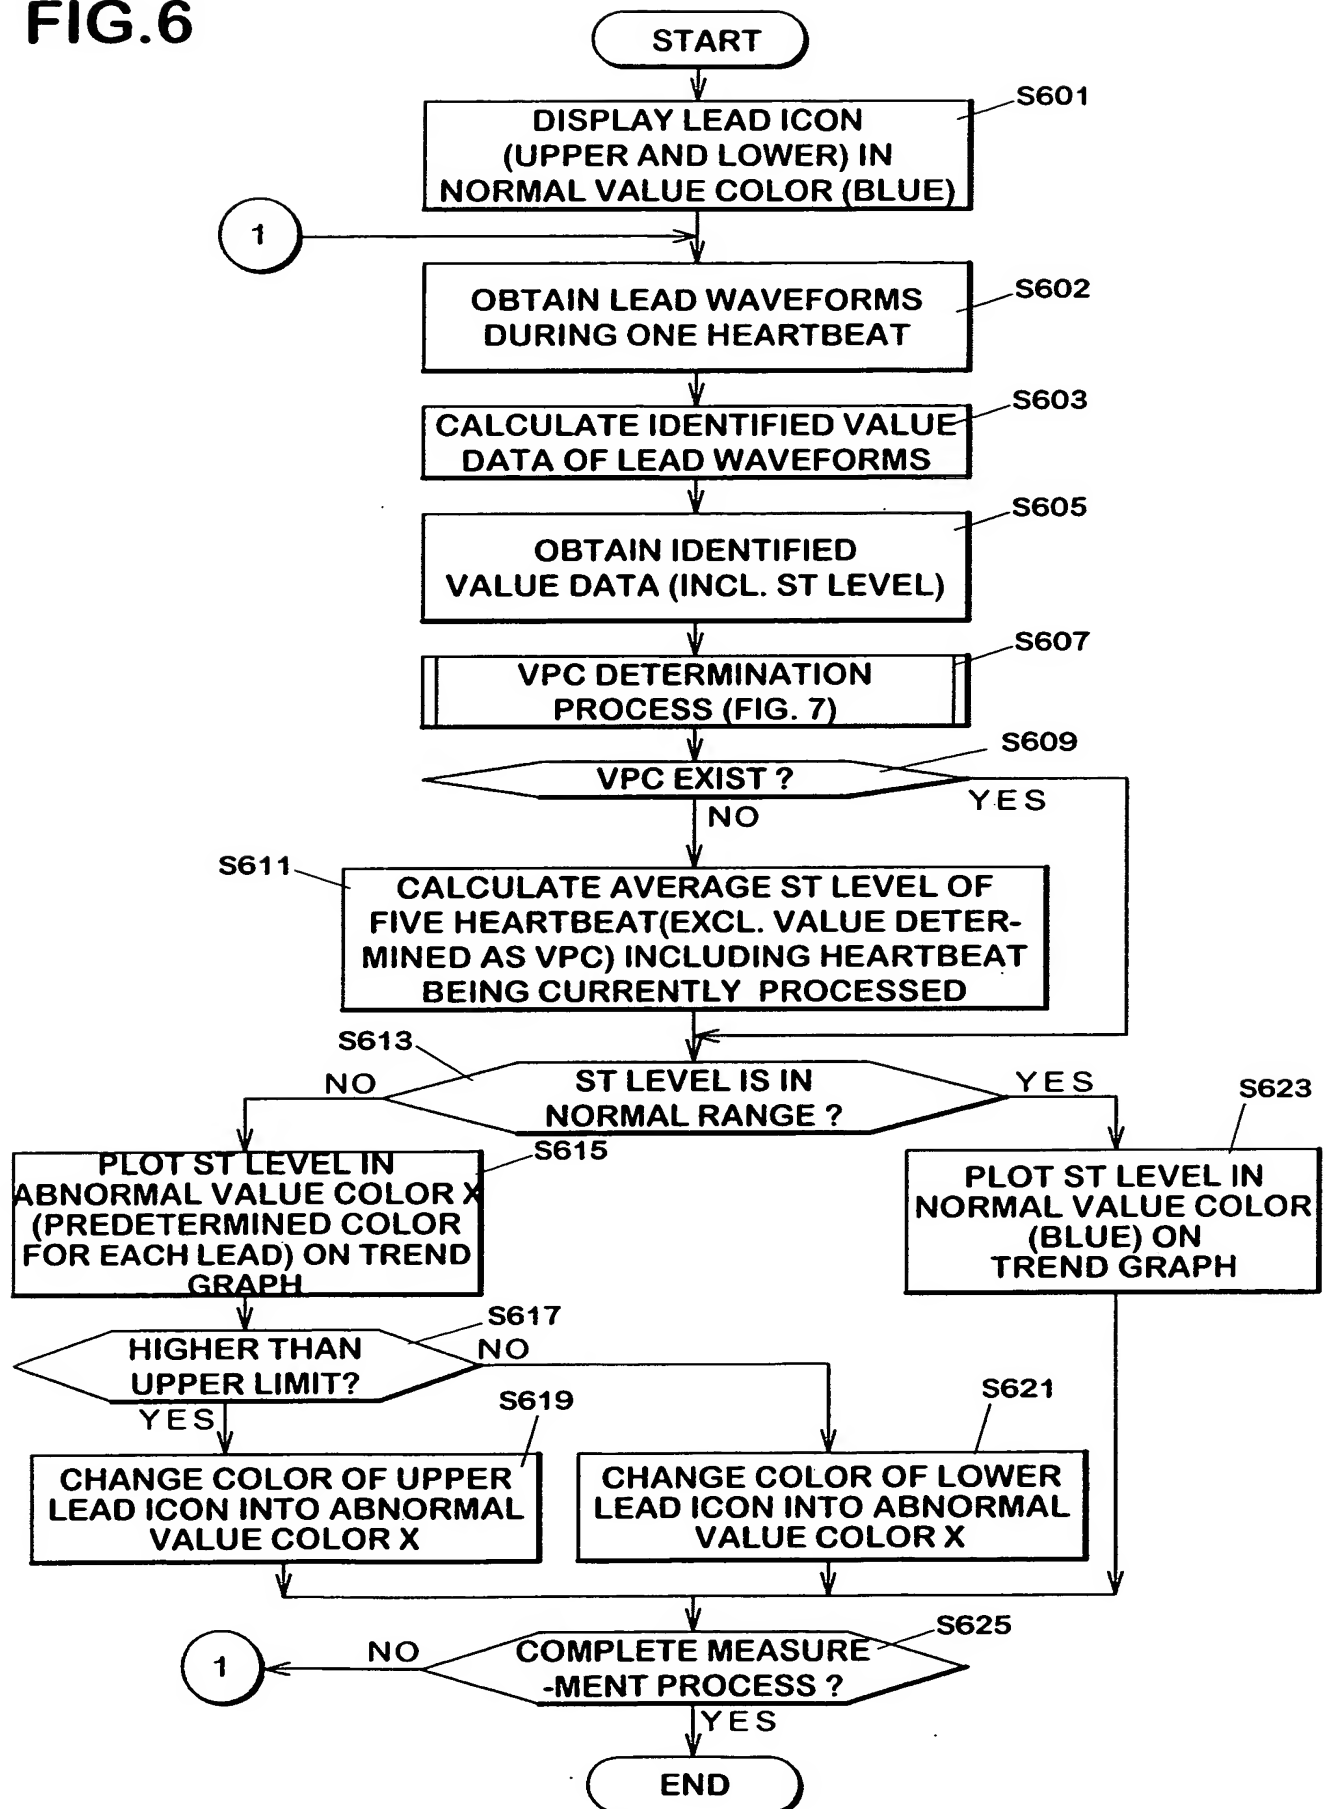 FIG.6
START
S601
DISPLAY LEAD ICON
(UPPER AND LOWER) IN
NORMAL VALUE COLOR (BLUE)
1
S602
OBTAIN LEAD WAVEFORMS
DURING ONE HEARTBEAT
S603
CALCULATE IDENTIFIED VALUE
DATA OF LEAD WAVEFORMS
S605
OBTAIN IDENTIFIED
VALUE DATA (INCL. ST LEVEL)
S607
VPC DETERMINATION
PROCESS (FIG. 7)
S609
VPC EXIST ?
YES
NO
S611
CALCULATE AVERAGE ST LEVEL OF
FIVE HEARTBEAT(EXCL. VALUE DETER-
MINED AS VPC) INCLUDING HEARTBEAT
BEING CURRENTLY PROCESSED
S613
NO
ST LEVEL IS IN
NORMAL RANGE ?
YES
S623
S615
PLOT ST LEVEL IN
ABNORMAL VALUE COLOR X
(PREDETERMINED COLOR
FOR EACH LEAD) ON TREND
GRAPH
PLOT ST LEVEL IN
NORMAL VALUE COLOR
(BLUE) ON
TREND GRAPH
S617
HIGHER THAN
UPPER LIMIT?
NO
YES
S619
S621
CHANGE COLOR OF UPPER
LEAD ICON INTO ABNORMAL
VALUE COLOR X
CHANGE COLOR OF LOWER
LEAD ICON INTO ABNORMAL
VALUE COLOR X
S625
1
NO
COMPLETE MEASURE
-MENT PROCESS ?
YES
END